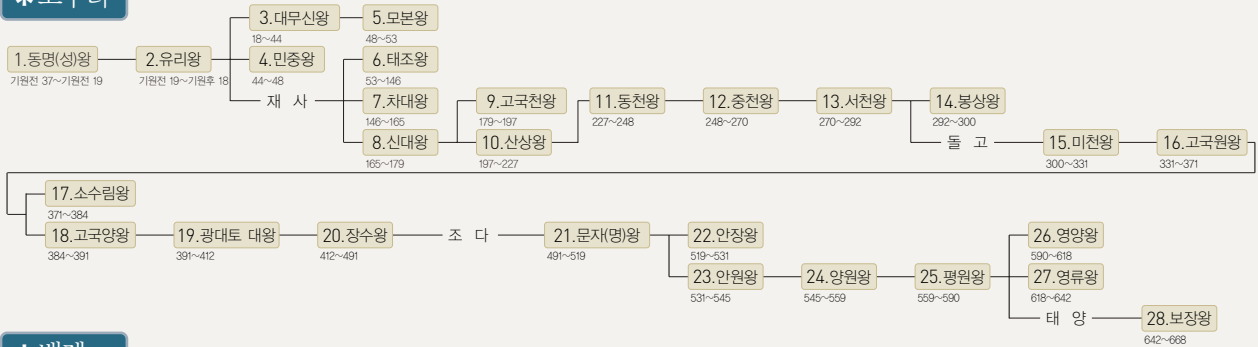 3.대무신왕 5.모본왕
18~44 48~53
1.동명(성)왕 2.유리왕 4.민중왕 6.태조왕
기원전 37~기원전 19 기원전 19~기원후 18 44~48 53~146
재 사 7.차대왕 9.고국천왕 11.동천왕 12.중천왕 13.서천왕 14.봉상왕
146~165 179~197 227~248 248~270 270~292 292~300
8.신대왕 10.산상왕 돌 고 15.미천왕 16.고국원왕
165~179 197~227 300~331 331~371
17.소수림왕
371~384
18.고국양왕 19.광대토 대왕 20.장수왕 조 다 21.문자(명)왕 22.안장왕 26.영양왕
384~391 391~412 412~491 491~519 519~531 590~618
23.안원왕 24.양원왕 25.평원왕 27.영류왕
531~545 545~559 559~590 618~642
태 양 28.보장왕
642~668